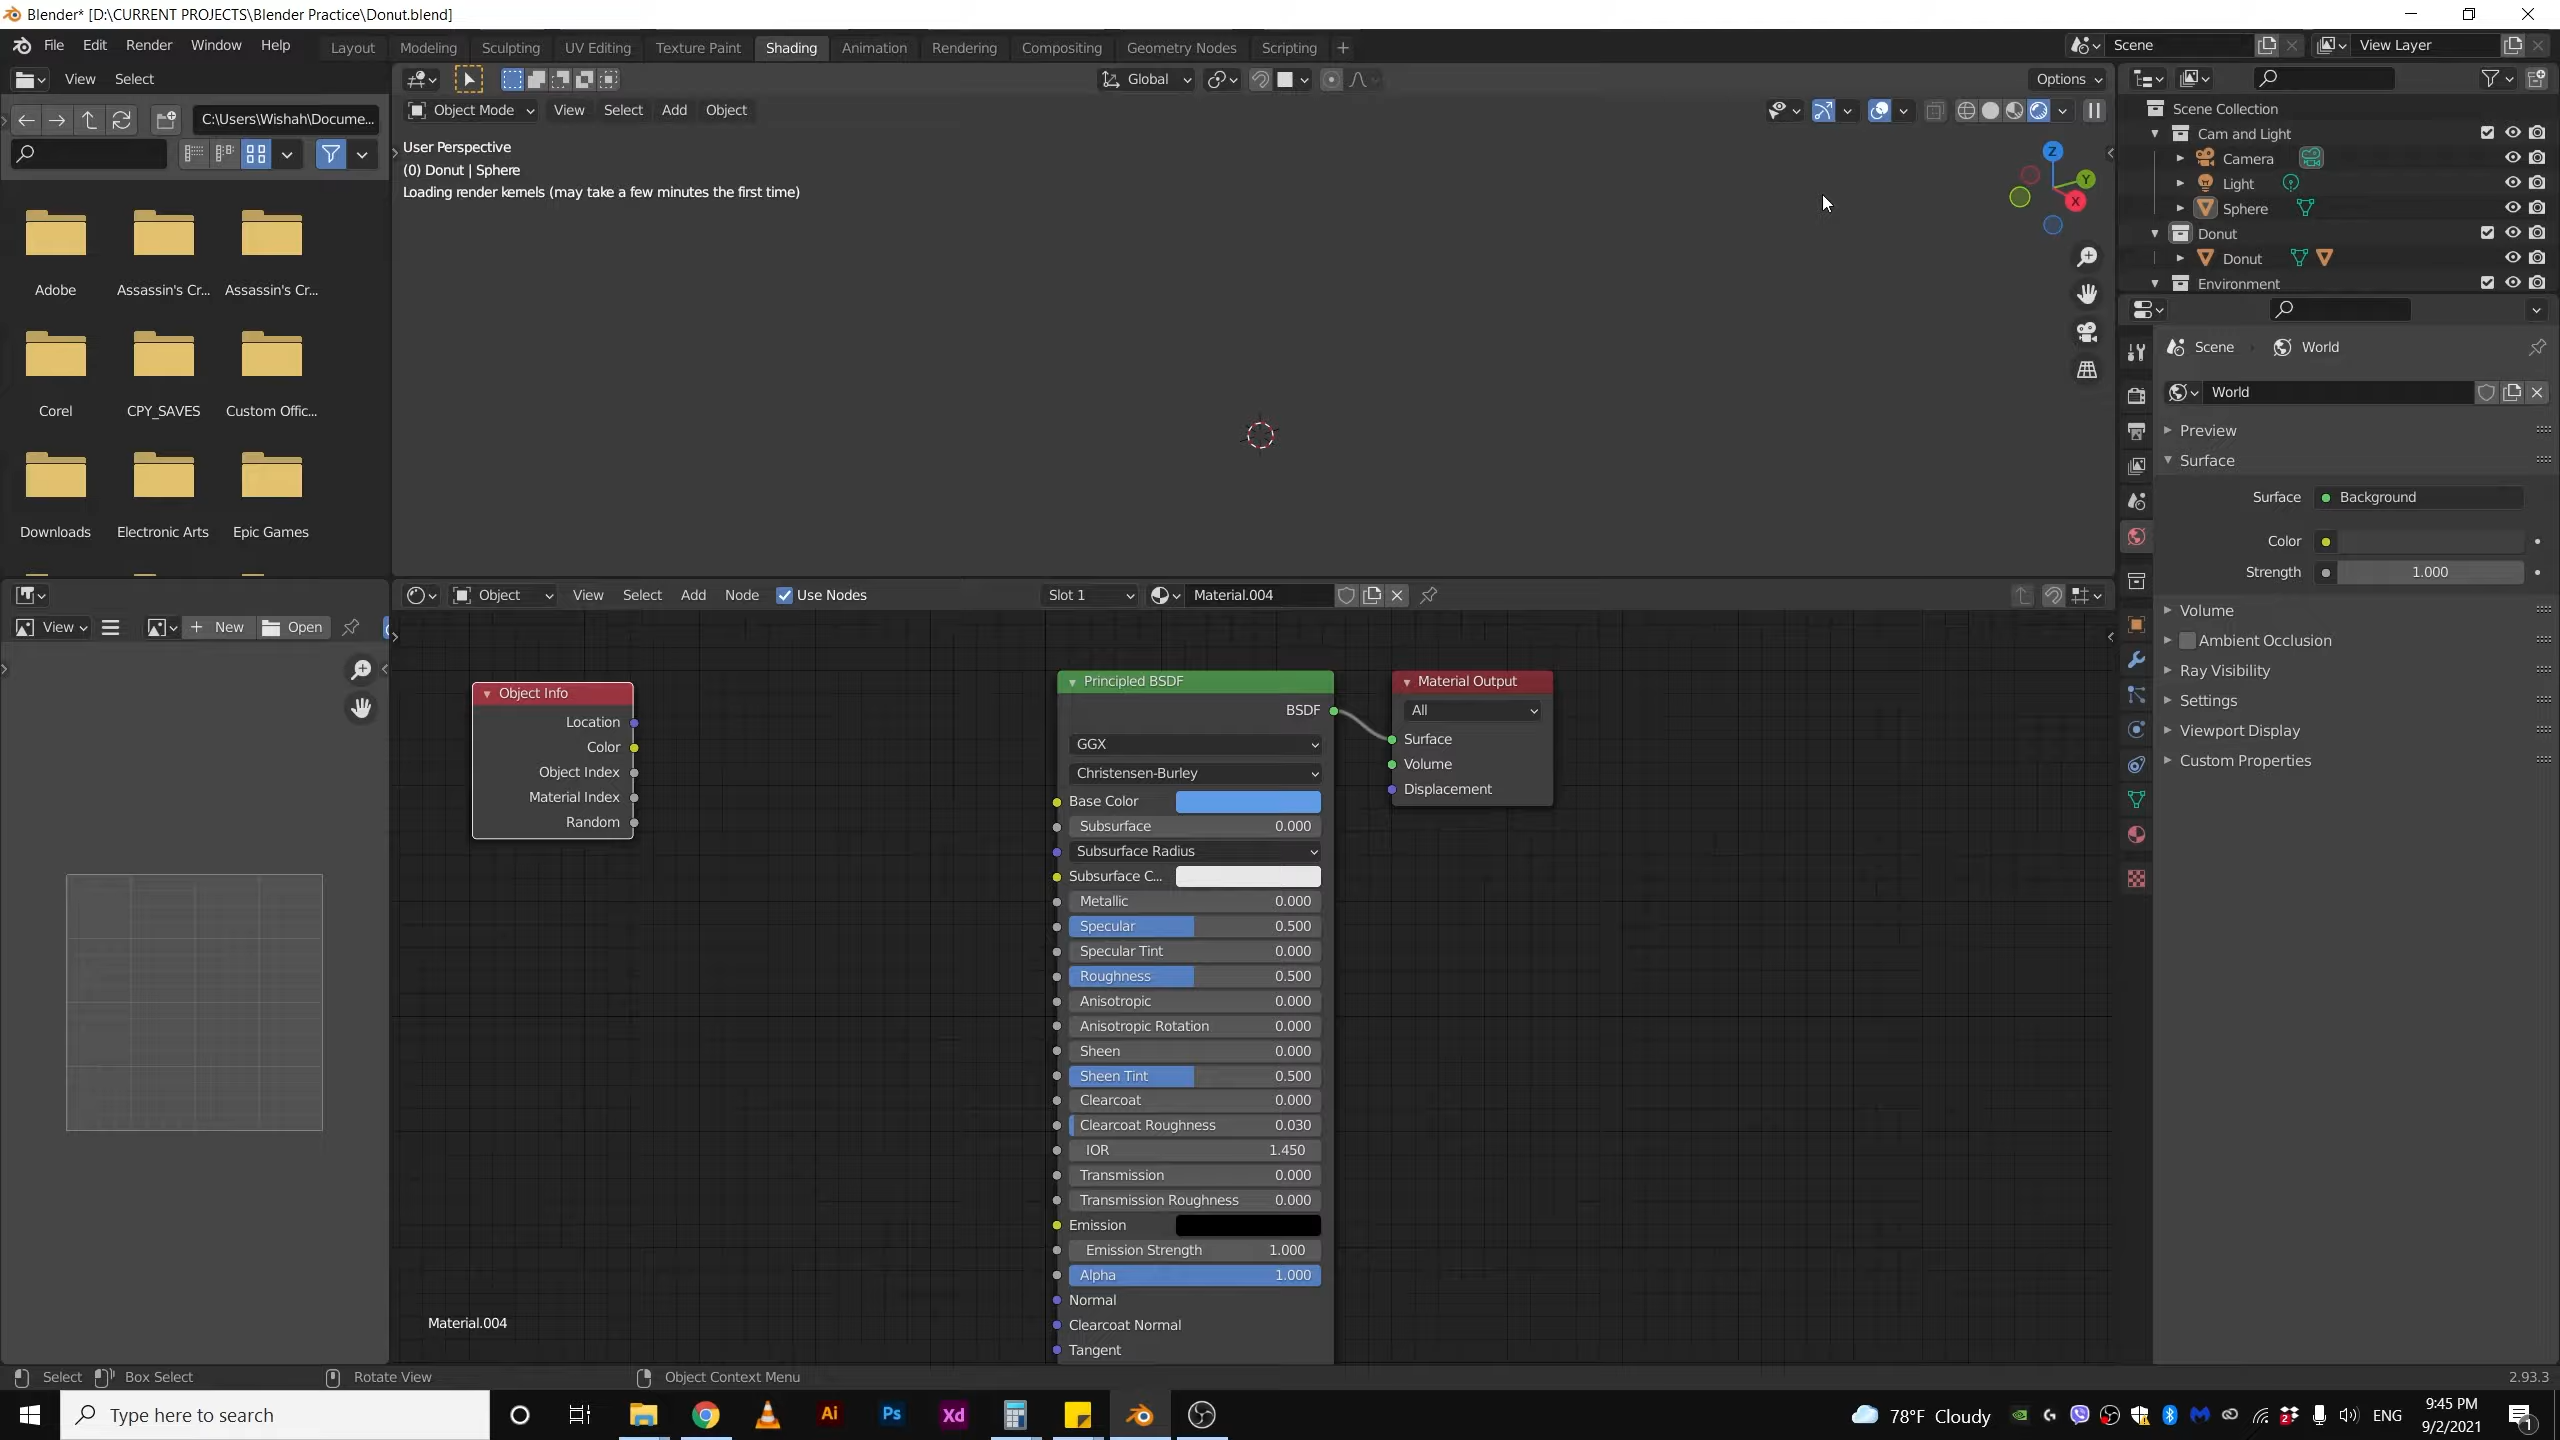 Blender* [D:\CURRENT PROJECTS\Blender Practice\Donut.blend]
File Edit Render Window Help
Layout Modeling Sculpting UV Editing Texture Paint Shading Animation Rendering Compositing Geometry Nodes Scripting +
Scene
View Layer
View Select
Global
Options
C:\Users\Wishah\Docume...
Object Mode View Select Add Object
User Perspective
(0) Donut | Sphere
Loading render kernels (may take a few minutes the first time)
Z
Y
X
Scene Collection
Cam and Light
Camera
Light
Sphere
Donut
Donut
Environment
Adobe Assassin's Cr... Assassin's Cr...
Corel CPY_SAVES Custom Offic...
Downloads Electronic Arts Epic Games
Scene World
World
Preview
Surface
Surface Background
Color
Strength 1.000
Volume
Ambient Occlusion
Ray Visibility
Settings
Viewport Display
Custom Properties
Object View Select Add Node Use Nodes Slot 1 Material.004
View New Open
Object Info
Location
Color
Object Index
Material Index
Random
Principled BSDF
BSDF
GGX
Christensen-Burley
Base Color
Subsurface 0.000
Subsurface Radius
Subsurface C...
Metallic 0.000
Specular 0.500
Specular Tint 0.000
Roughness 0.500
Anisotropic 0.000
Anisotropic Rotation 0.000
Sheen 0.000
Sheen Tint 0.500
Clearcoat 0.000
Clearcoat Roughness 0.030
IOR 1.450
Transmission 0.000
Transmission Roughness 0.000
Emission
Emission Strength 1.000
Alpha 1.000
Normal
Clearcoat Normal
Tangent
Material Output
All
Surface
Volume
Displacement
Material.004
Select Box Select Rotate View Object Context Menu 2.93.3
Type here to search
Ai Ps Xd
78°F Cloudy
ENG
9:45 PM
9/2/2021
1